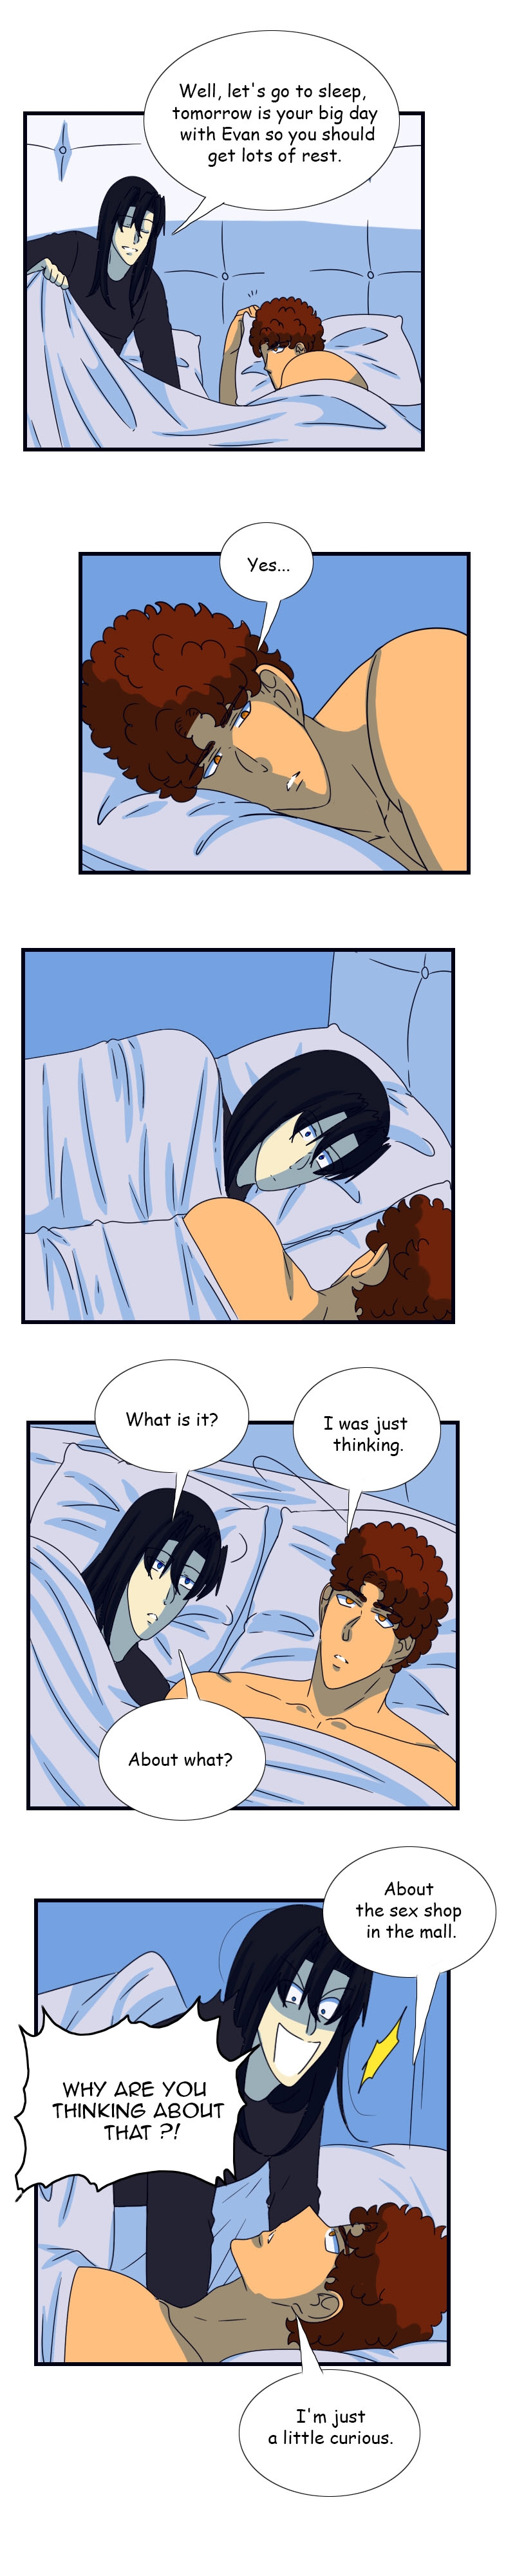 Well, let's go to sleep,
tomorrow is your big day
with Evan so you should
get lots of rest.
Yes...
What is it?
I was just
thinking.
About what?
About
the sex shop
in the mall.
WHY ARE YOU
THINKING ABOUT
THAT ?!
I'm just
a little curious.